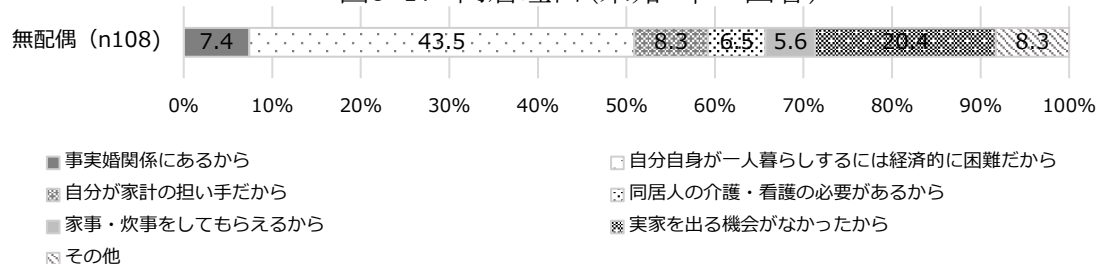 無配偶（n108）
7.4 43.5 8.3 6.5 5.6 20.4 8.3
0% 10% 20% 30% 40% 50% 60% 70% 80% 90% 100%
事実婚関係にあるから
自分自身が一人暮らしするには経済的に困難だから
自分が家計の担い手だから
同居人の介護・看護の必要があるから
家事・炊事をしてもらえるから
実家を出る機会がなかったから
その他